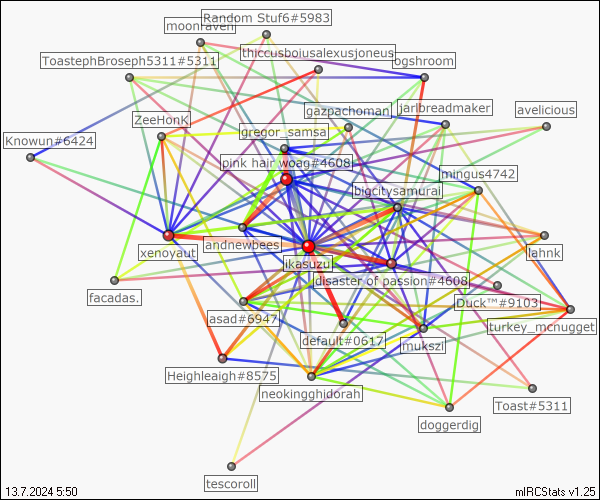 Random Stuf6#5983
moonraven
thiccusboiusalexusjoneus
ToastephBroseph5311#5311
ogshroom
gazpachoman
jarlbreadmaker
avelicious
ZeeHonK
gregor_samsa
Knowun#6424
pink hair woag#4608
mingus4742
bigcitysamurai
xenoyaut
andnewbees
lahnk
jikasuzui
disaster of passion#4608
facadas.
Duck™#9103
asad#6947
turkey_mcnugget
default#0617
mukszi
Heighleaigh#8575
neokingghidorah
Toast#5311
doggerdig
tescoroll
13.7.2024 5:50
mIRCStats v1.25